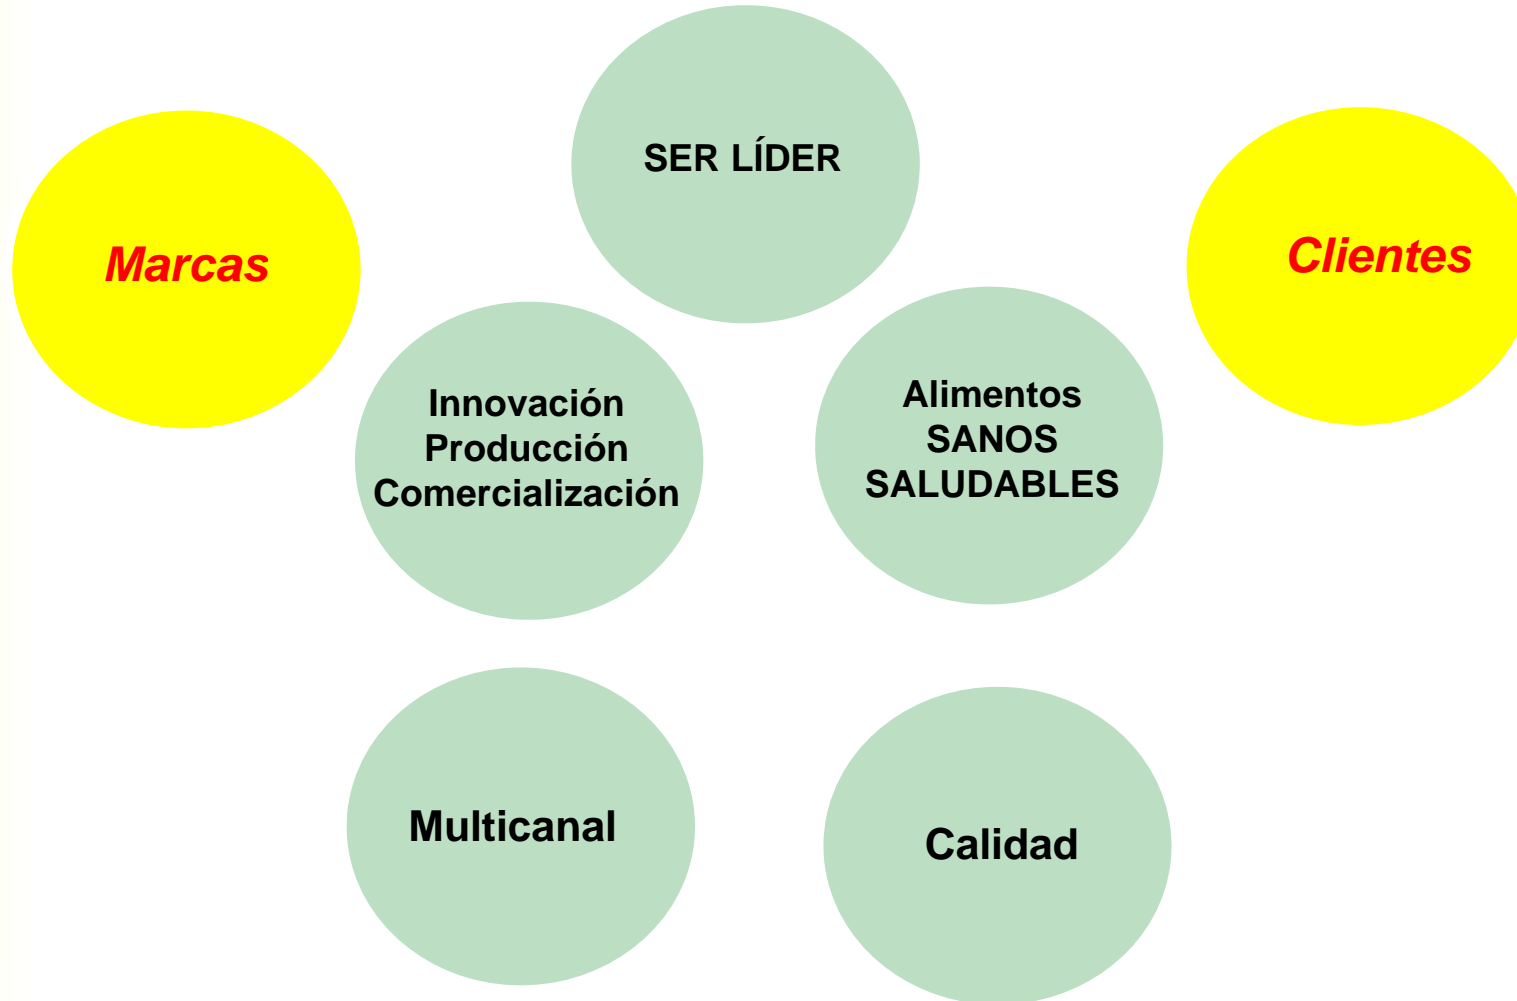 SER LÍDER
Marcas
Clientes
Innovación
Producción
Comercialización
Alimentos
SANOS
SALUDABLES
Multicanal
Calidad